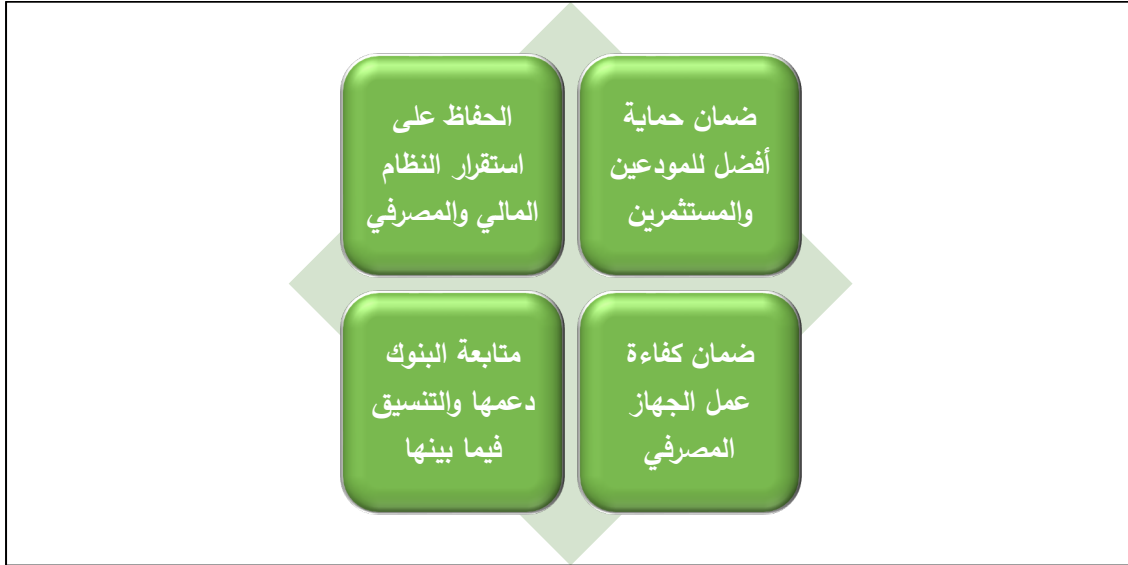 ضمان حماية
أفضل للمودعين
والمستثمرين
الحفاظ على
استقرار النظام
المالي والمصرفي
ضمان كفاءة
عمل الجهاز
المصرفي
متابعة البنوك
دعمها والتنسيق
فيما بينها